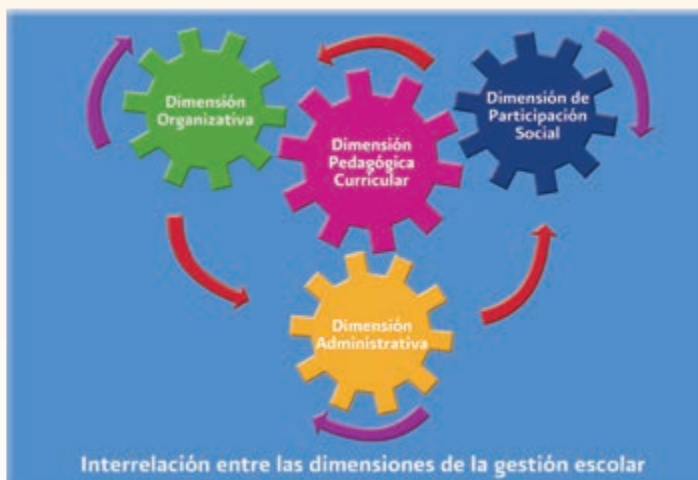 Dimensión
Organizativa
Dimensión
Pedagógica
Curricular
Dimensión de
Participación
Social
Dimensión
Administrativa
Interrelación entre las dimensiones de la gestión escolar